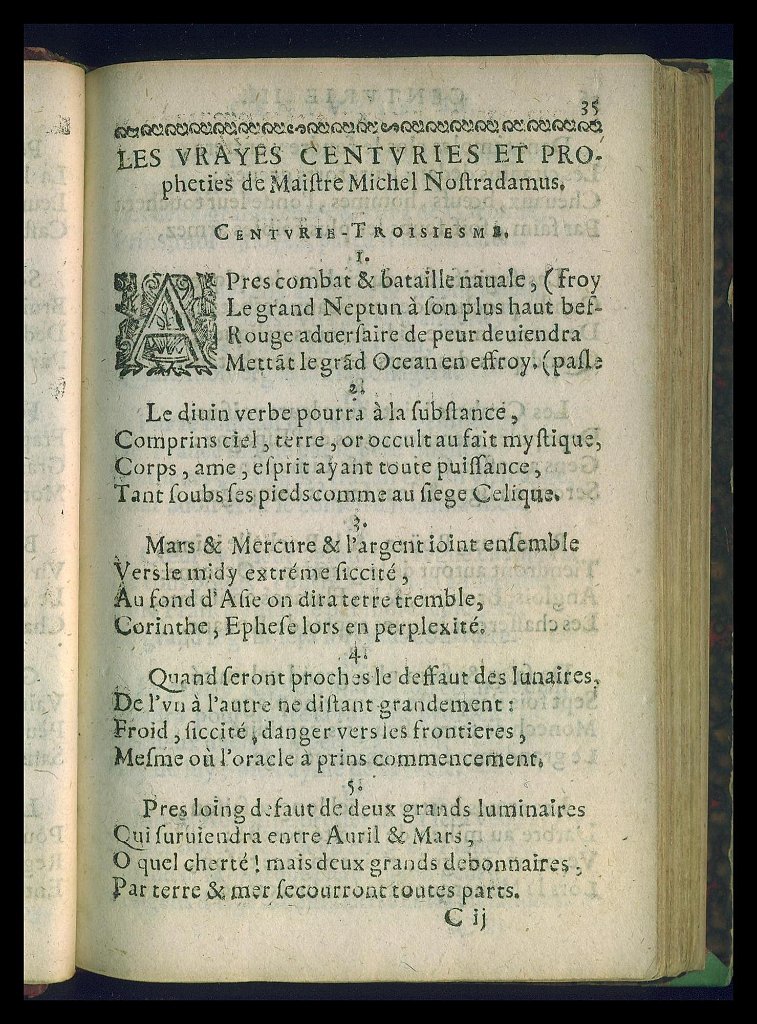 35
LES VRAYES CENTVRIES ET PRO-
pheties de Maiſtre Michel Noſtradamus.
CENTVRIE-TROISIESME.
1.
APres combat & bataille nauale, (froy
Le grand Neptun à ſon plus haut bef-
Rouge aduerſaire de peur deuiendra
Mettãt le grãd Ocean en effroy. (paſle
2.
Le diuin verbe pourra à la ſubſtance,
Comprins ciel, terre, or occult au fait myſtique,
Corps, ame, eſprit ayant toute puiſſance,
Tant ſoubs ſes pieds comme au ſiege Celique.
3.
Mars & Mercure & l'argent ioint enſemble
Vers le midy extréme ſiccité,
Au fond d'Aſie on dira terre tremble,
Corinthe, Epheſe lors en perplexité.
4.
Quand ſeront proches le deffaut des lunaires,
De l'vn à l'autre ne diſtant grandement:
Froid, ſiccité, danger vers les frontieres,
Meſme où l'oracle a prins commencement.
5.
Pres loing defaut de deux grands luminaires
Qui ſuruiendra entre Auril & Mars,
O quel cherté! mais deux grands debonnaires,
Par terre & mer ſecourront toutes parts.
C ij